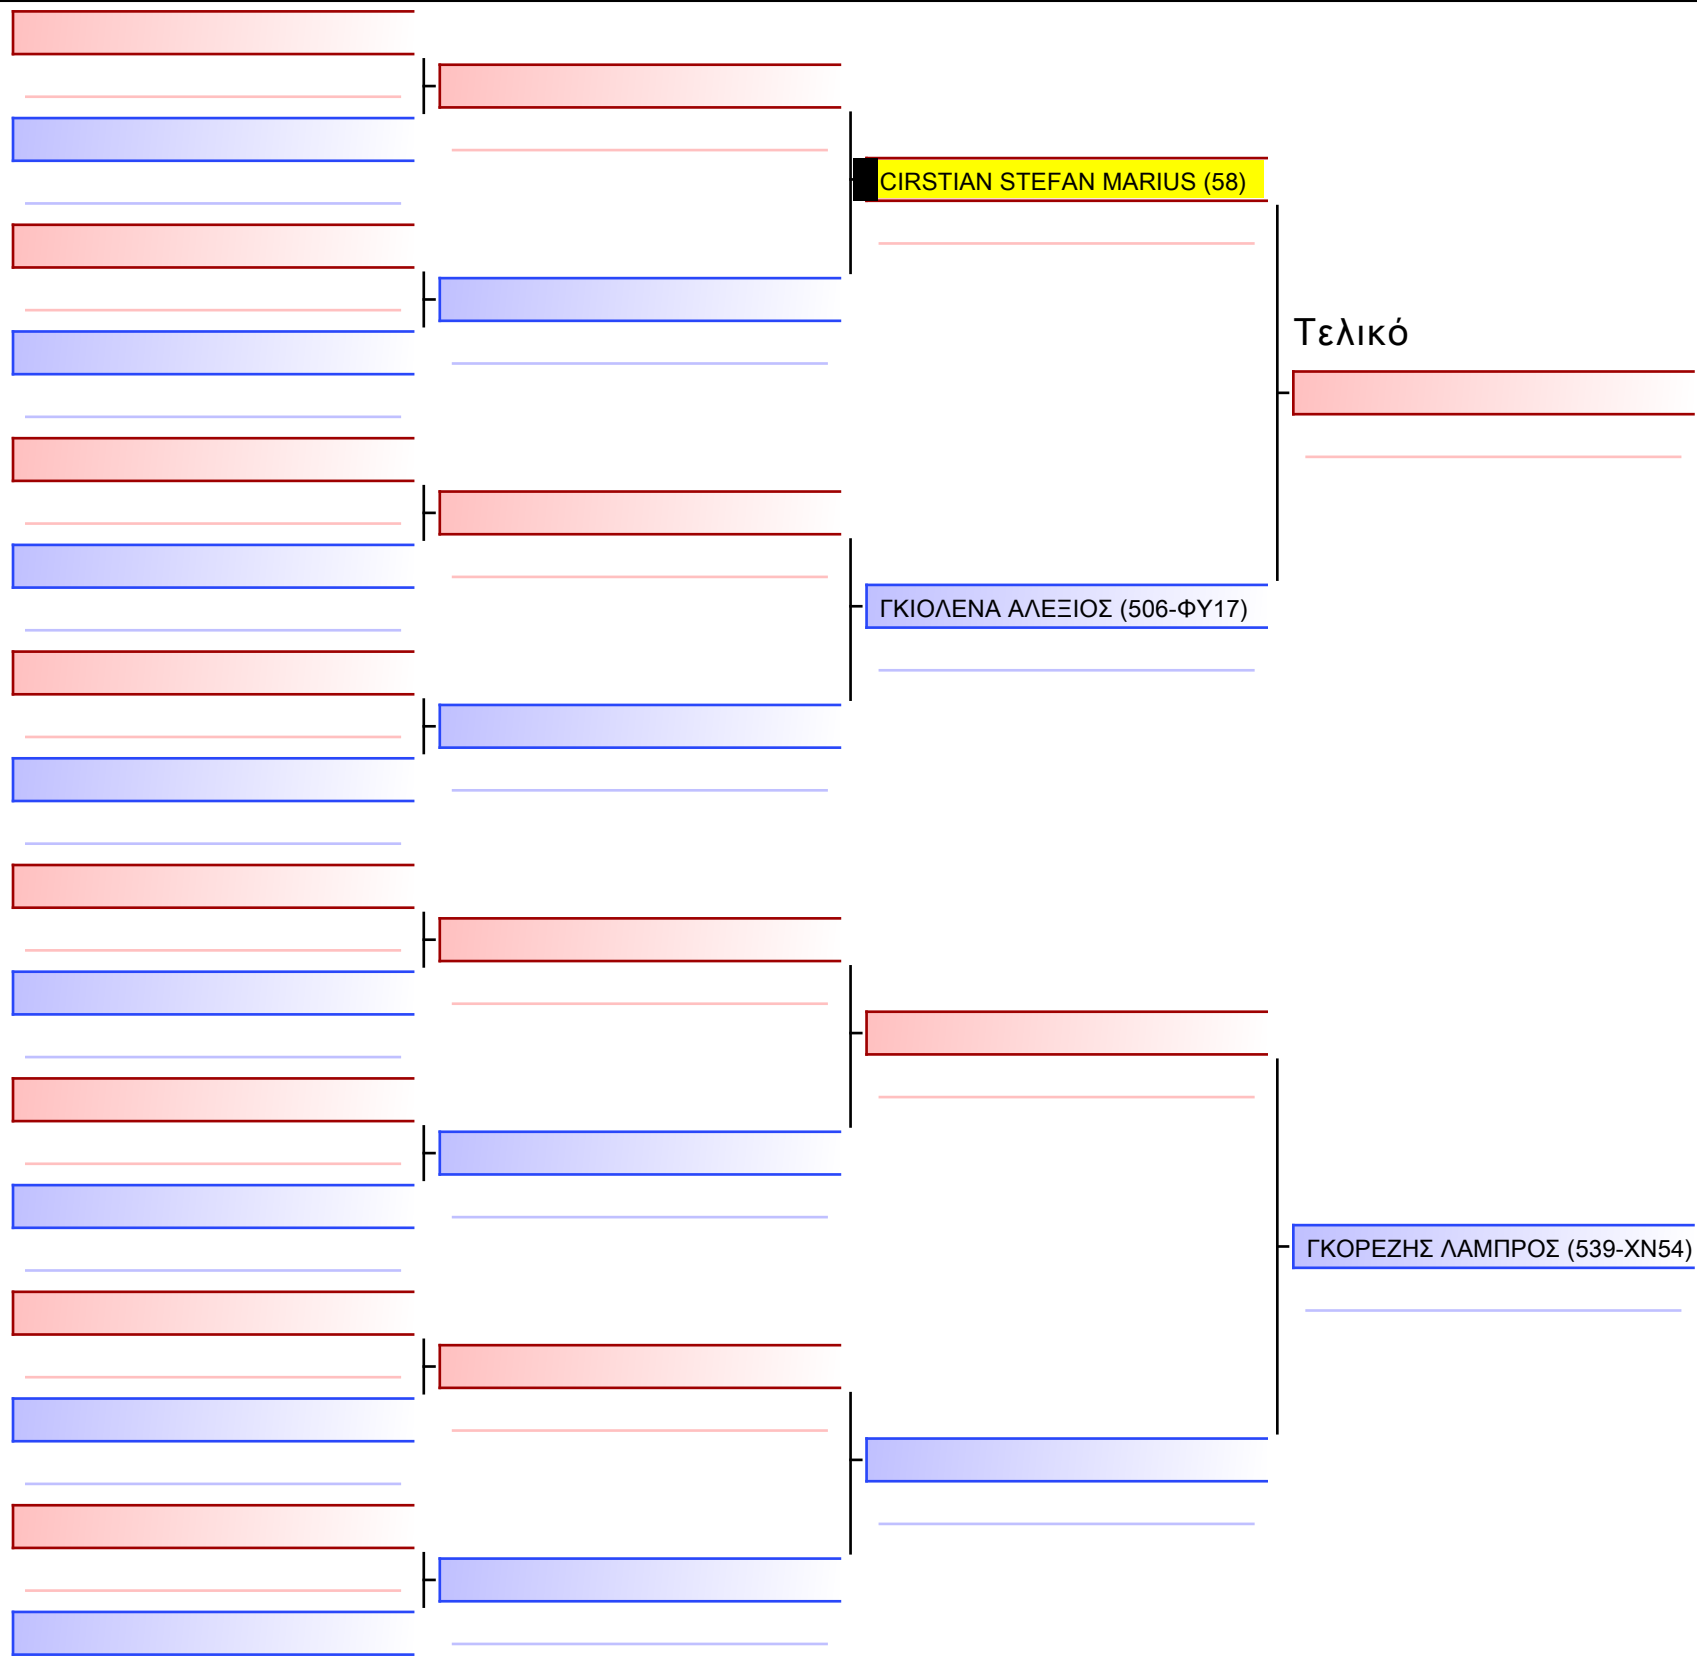 CIRSTIAN STEFAN MARIUS (58)
Τελικό
ΓΚΙΟΛΕΝΑ ΑΛΕΞΙΟΣ (506-ΦΥ17)
ΓΚΟΡΕΖΗΣ ΛΑΜΠΡΟΣ (539-ΧΝ54)